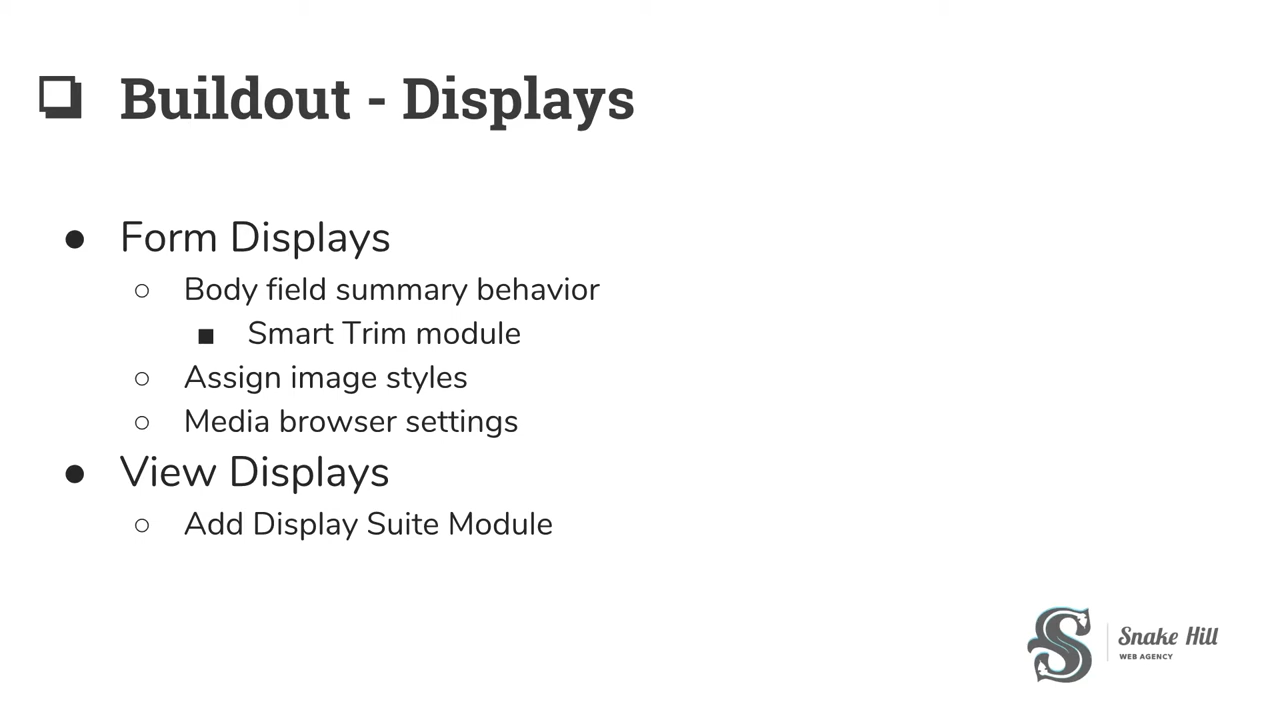 ❏ Buildout - Displays
● Form Displays
○ Body field summary behavior
■ Smart Trim module
○ Assign image styles
○ Media browser settings
● View Displays
○ Add Display Suite Module
S
Snake Hill
WEB AGENCY